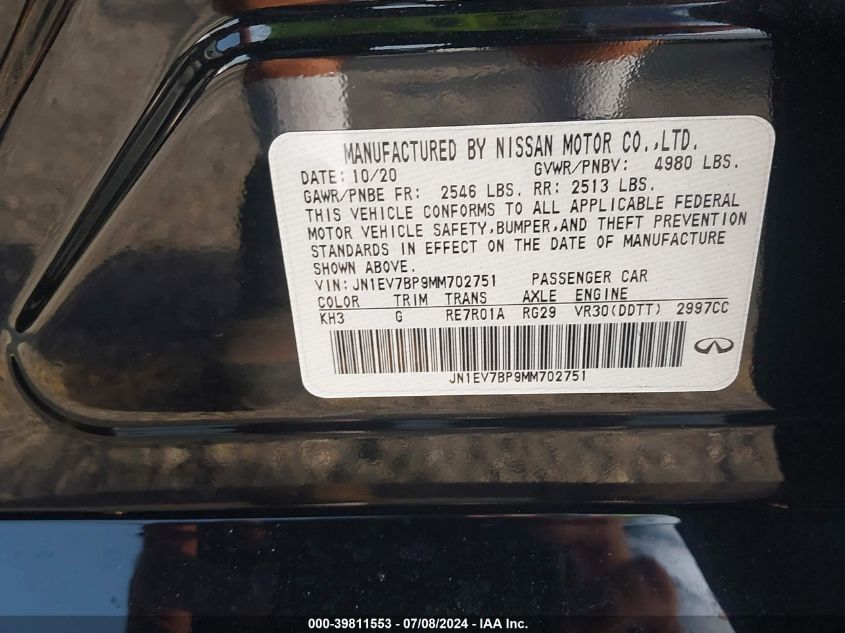 MANUFACTURED BY NISSAN MOTOR CO.,LTD.
DATE: 10/20 GVWR/PNBV: 4980 LBS.
GAWR/PNBE FR: 2546 LBS. RR: 2513 LBS.
THIS VEHICLE CONFORMS TO ALL APPLICABLE FEDERAL
MOTOR VEHICLE SAFETY,BUMPER,AND THEFT PREVENTION
STANDARDS IN EFFECT ON THE DATE OF MANUFACTURE
SHOWN ABOVE.
VIN: JN1EV7BP9MM702751 PASSENGER CAR
COLOR TRIM TRANS AXLE ENGINE
KH3 G RE7R01A RG29 VR30(DDTT) 2997CC
JN1EV7BP9MM702751
000-39811553 - 07/08/2024 - IAAI.com